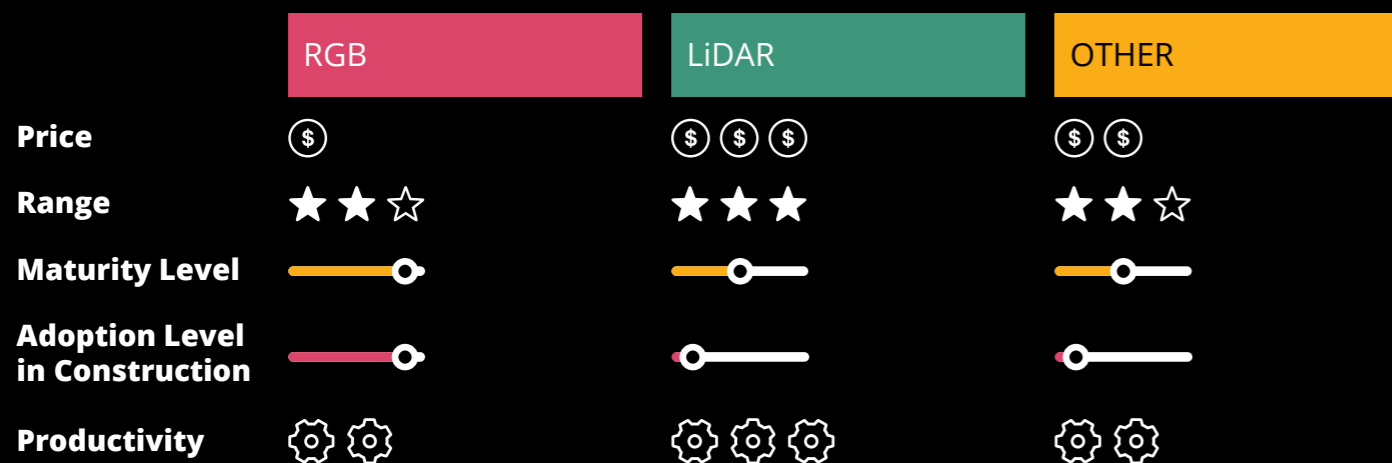 RGB
LiDAR
OTHER
Price
$
$ $ $
$ $
Range
Maturity Level
Adoption Level
in Construction
Productivity